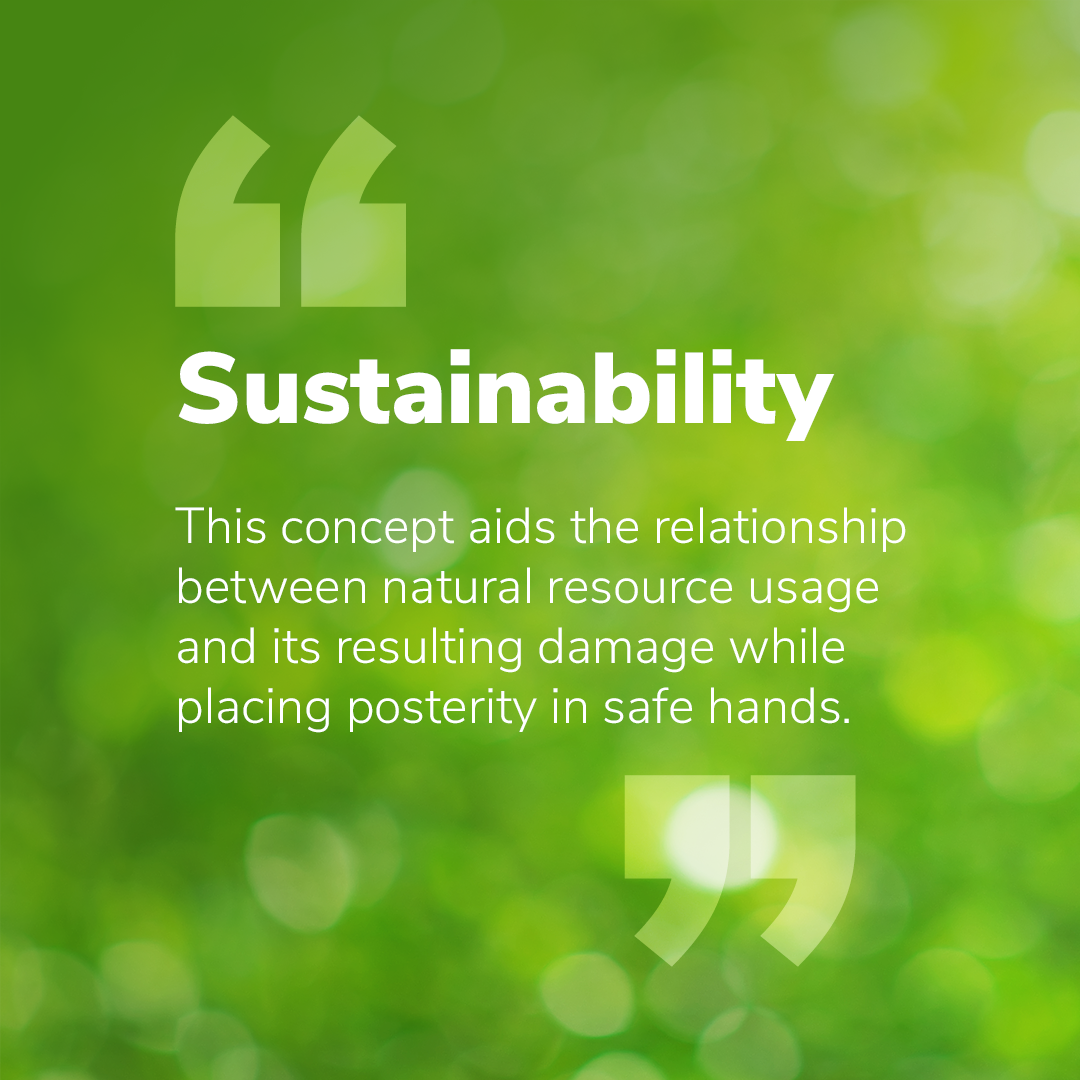 “
Sustainability
This concept aids the relationship
between natural resource usage
and its resulting damage while
placing posterity in safe hands.
”